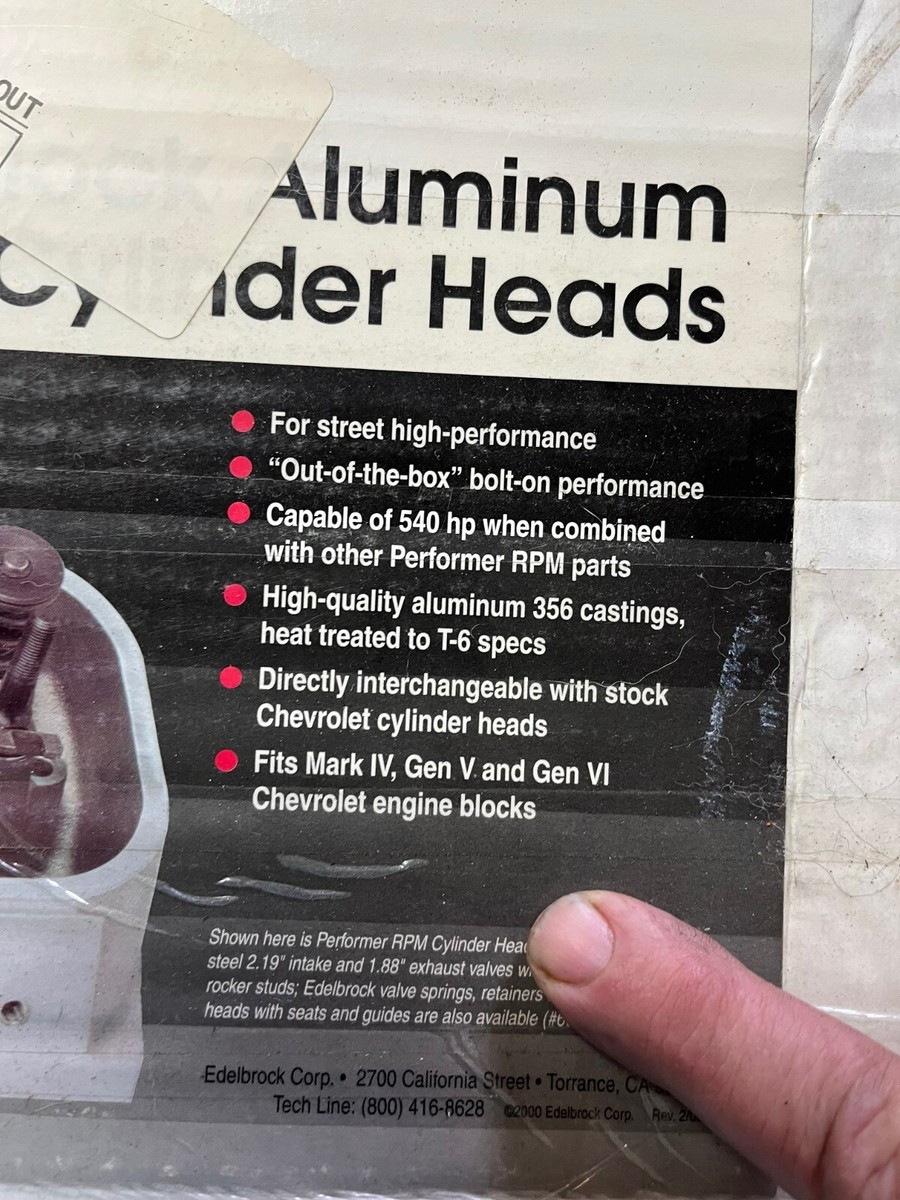 OUT
Aluminum
Heads
• For street high-performance
• “Out-of-the-box” bolt-on performance
• Capable of 540 hp when combined
with other Performer RPM parts
• High-quality aluminum 356 castings,
heat treated to T-6 specs
• Directly interchangeable with stock
Chevrolet cylinder heads
• Fits Mark IV, Gen V and Gen VI
Chevrolet engine blocks
Shown here is Performer RPM Cylinder
steel 2.19" intake and 1.88" exhaust valves
rocker studs; Edelbrock valve springs, retainers
heads with seats and guides are also available
Edelbrock Corp. • 2700 California Street • Torrance, CA
Tech Line: (800) 416-8628 ©2000 Edelbrock Corp. Rev.